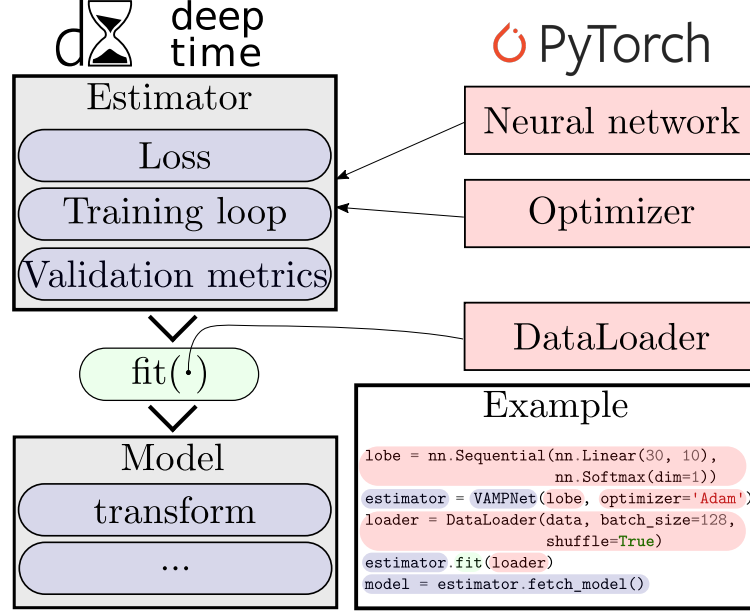 d
deep
time
PyTorch
Estimator
Loss
Training loop
Validation metrics
Neural network
Optimizer
DataLoader
fit(·)
Model
transform
...
Example
lobe = nn.Sequential(nn.Linear(30, 10),
nn.Softmax(dim=1))
estimator = VAMPNet(lobe, optimizer='Adam')
loader = DataLoader(data, batch_size=128,
shuffle=True)
estimator.fit(loader)
model = estimator.fetch_model()